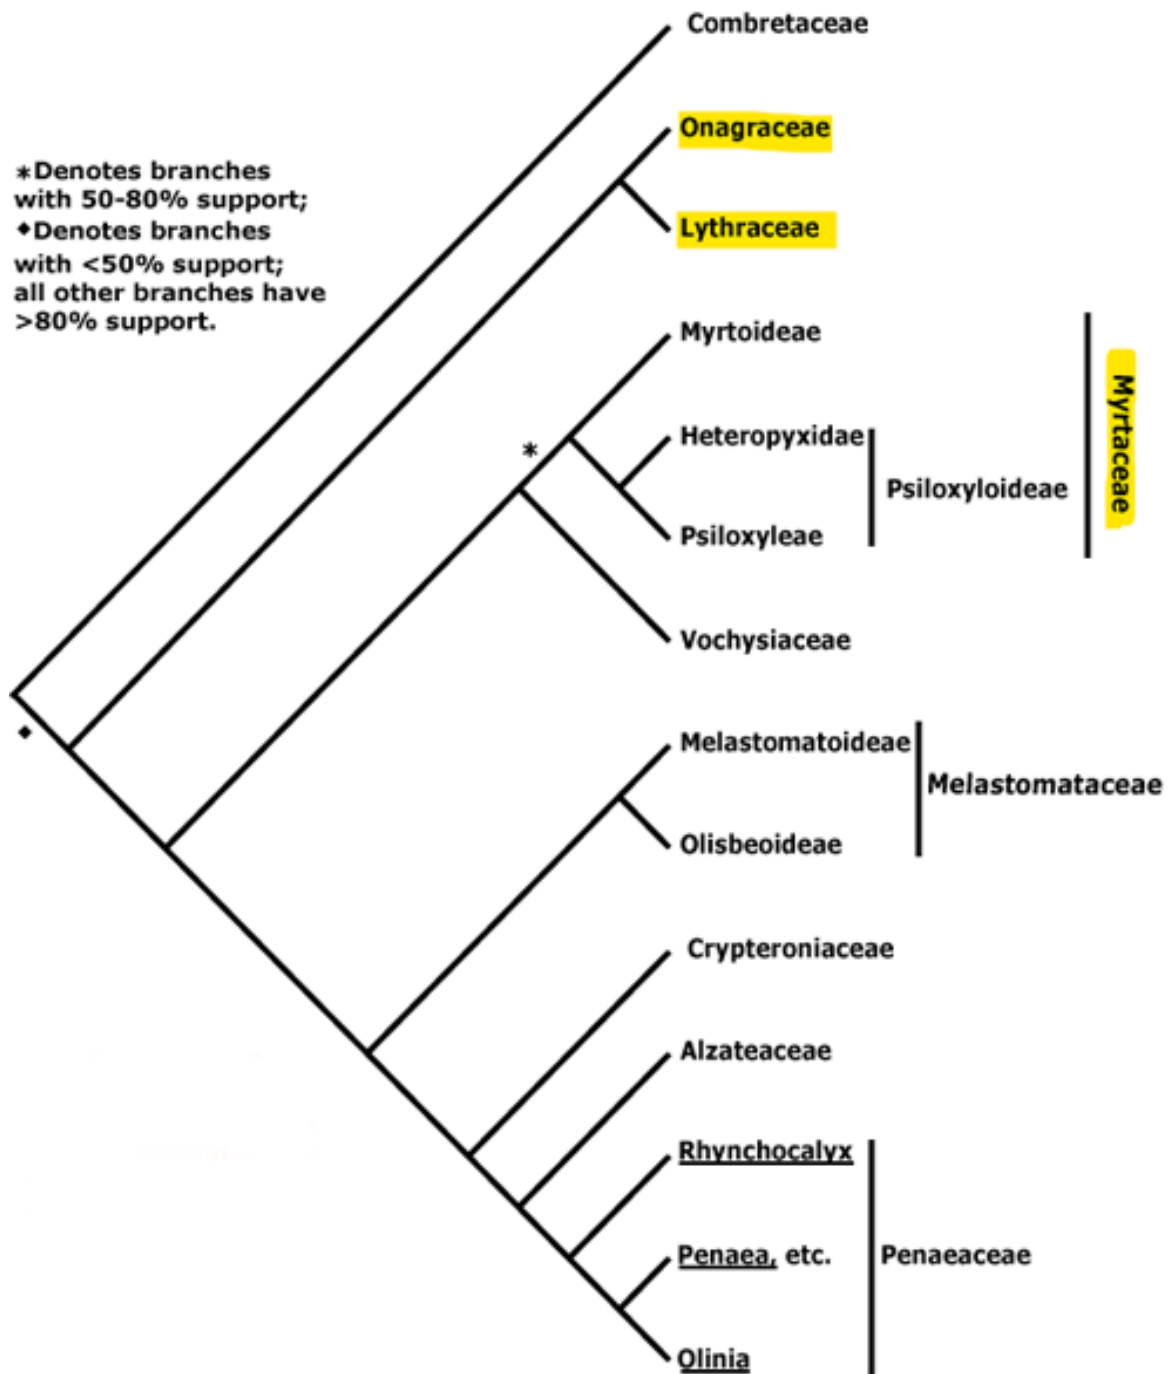 Combretaceae
Onagraceae
*Denotes branches
with 50-80% support;
◆Denotes branches
with <50% support;
all other branches have
>80% support.
Lythraceae
Myrtoideae
Myrtaceae
*
Heteropyxidae
Psiloxyloideae
Psiloxyleae
Vochysiaceae
◆
Melastomatoideae
Melastomataceae
Olisbeoideae
Crypteroniaceae
Alzateaceae
Rhynchocalyx
Penaea, etc.
Penaeaceae
Olinia